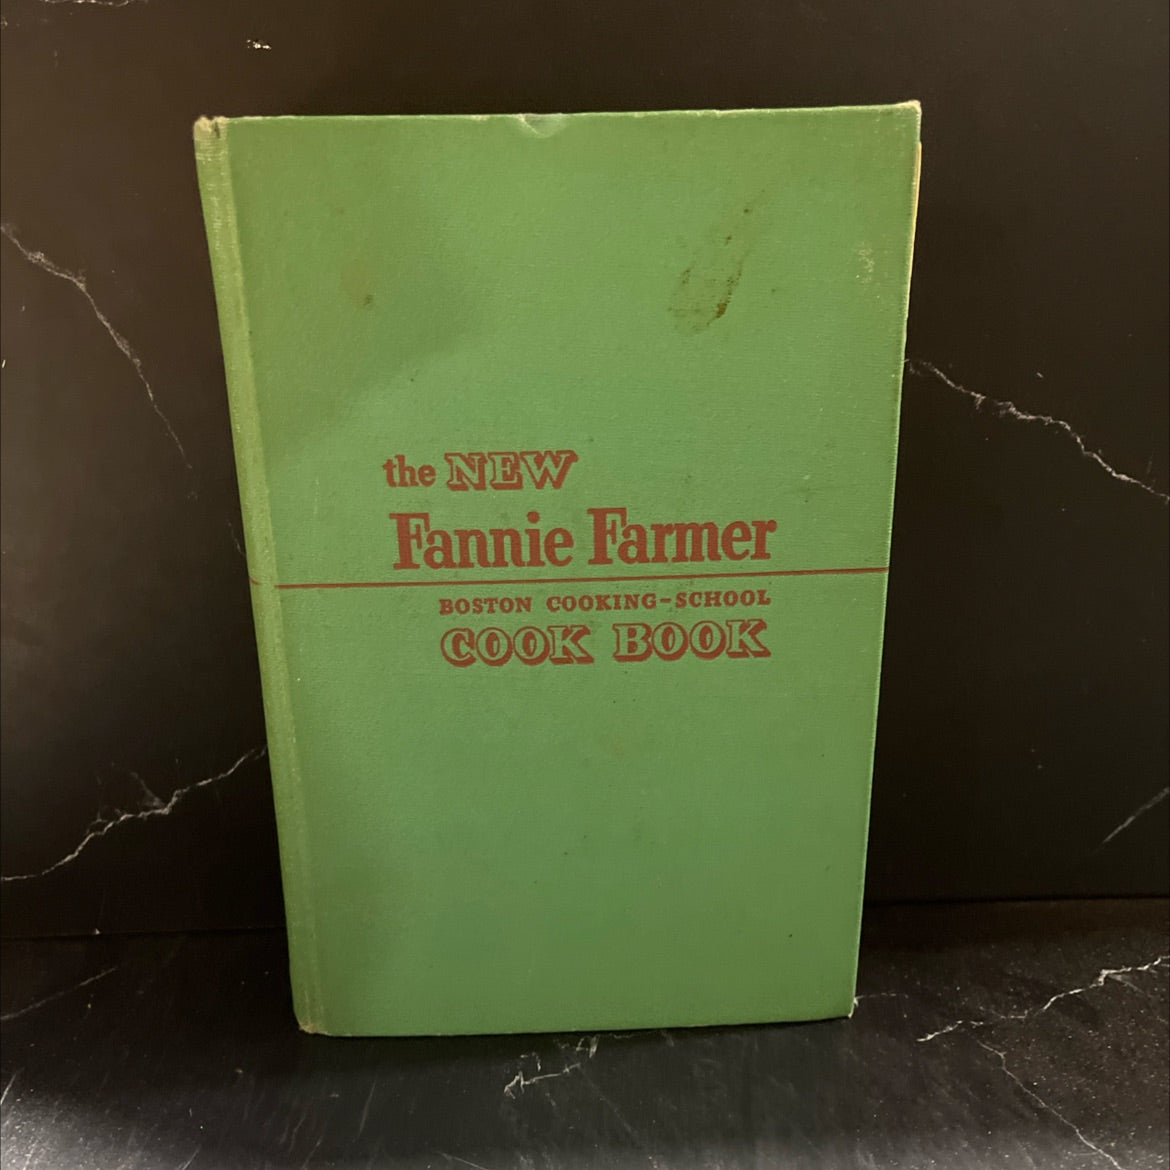 the NEW
Fannie Farmer
BOSTON COOKING-SCHOOL
COOK BOOK